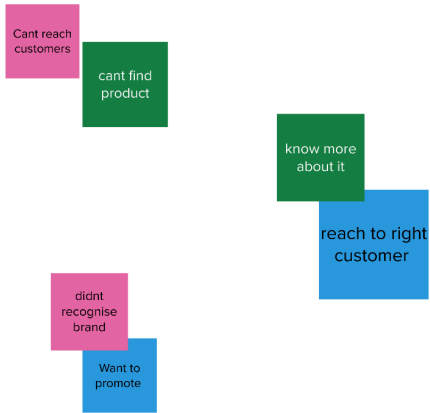 Cant reach
customers
cant find
product
know more
about it
reach to right
customer
didnt
recognise
brand
Want to
promote